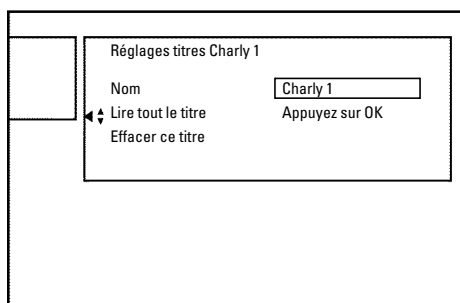 Réglages titres Charly 1
Nom Charly 1
Lire tout le titre Appuyez sur OK
Effacer ce titre